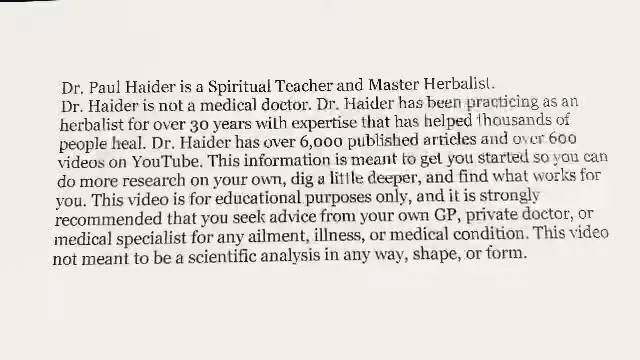 Dr. Paul Haider is a Spiritual Teacher and Master Herbalist.
Dr. Haider is not a medical doctor. Dr. Haider has been practicing as an
herbalist for over 30 years with expertise that has helped thousands of
people heal. Dr. Haider has over 6,000 published articles and over 600
videos on YouTube. This information is meant to get you started so you can
do more research on your own, dig a little deeper, and find what works for
you. This video is for educational purposes only, and it is strongly
recommended that you seek advice from your own GP, private doctor, or
medical specialist for any ailment, illness, or medical condition. This video
not meant to be a scientific analysis in any way, shape, or form.